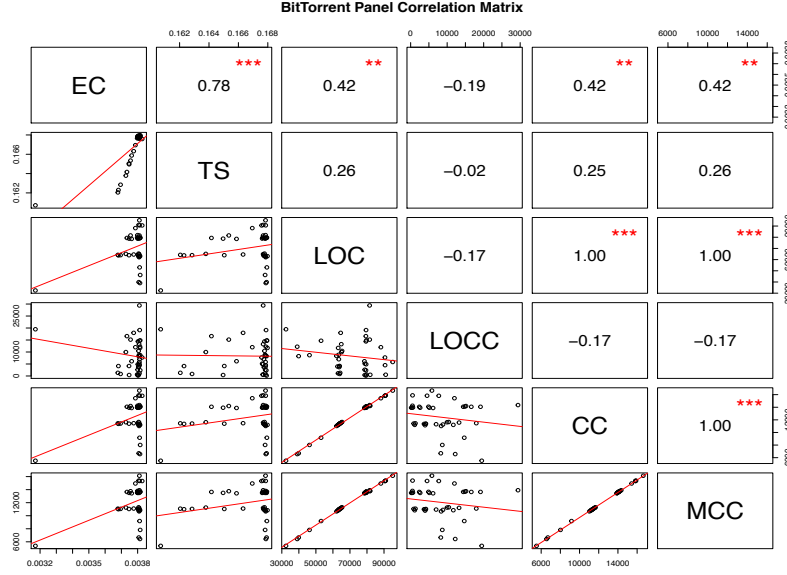 BitTorrent Panel Correlation Matrix
0.162 0.164 0.166 0.168 0 10000 20000 30000 6000 10000 14000
EC 0.78 *** 0.42 ** −0.19 0.42 ** 0.42 **
0.162 0.166 TS 0.26 −0.02 0.25 0.26
LOC −0.17 1.00 *** 1.00 ***
0 10000 25000 LOCC −0.17 −0.17
CC 1.00 ***
6000 12000 MCC
0.0032 0.0035 0.0038 30000 50000 70000 90000 6000 10000 14000